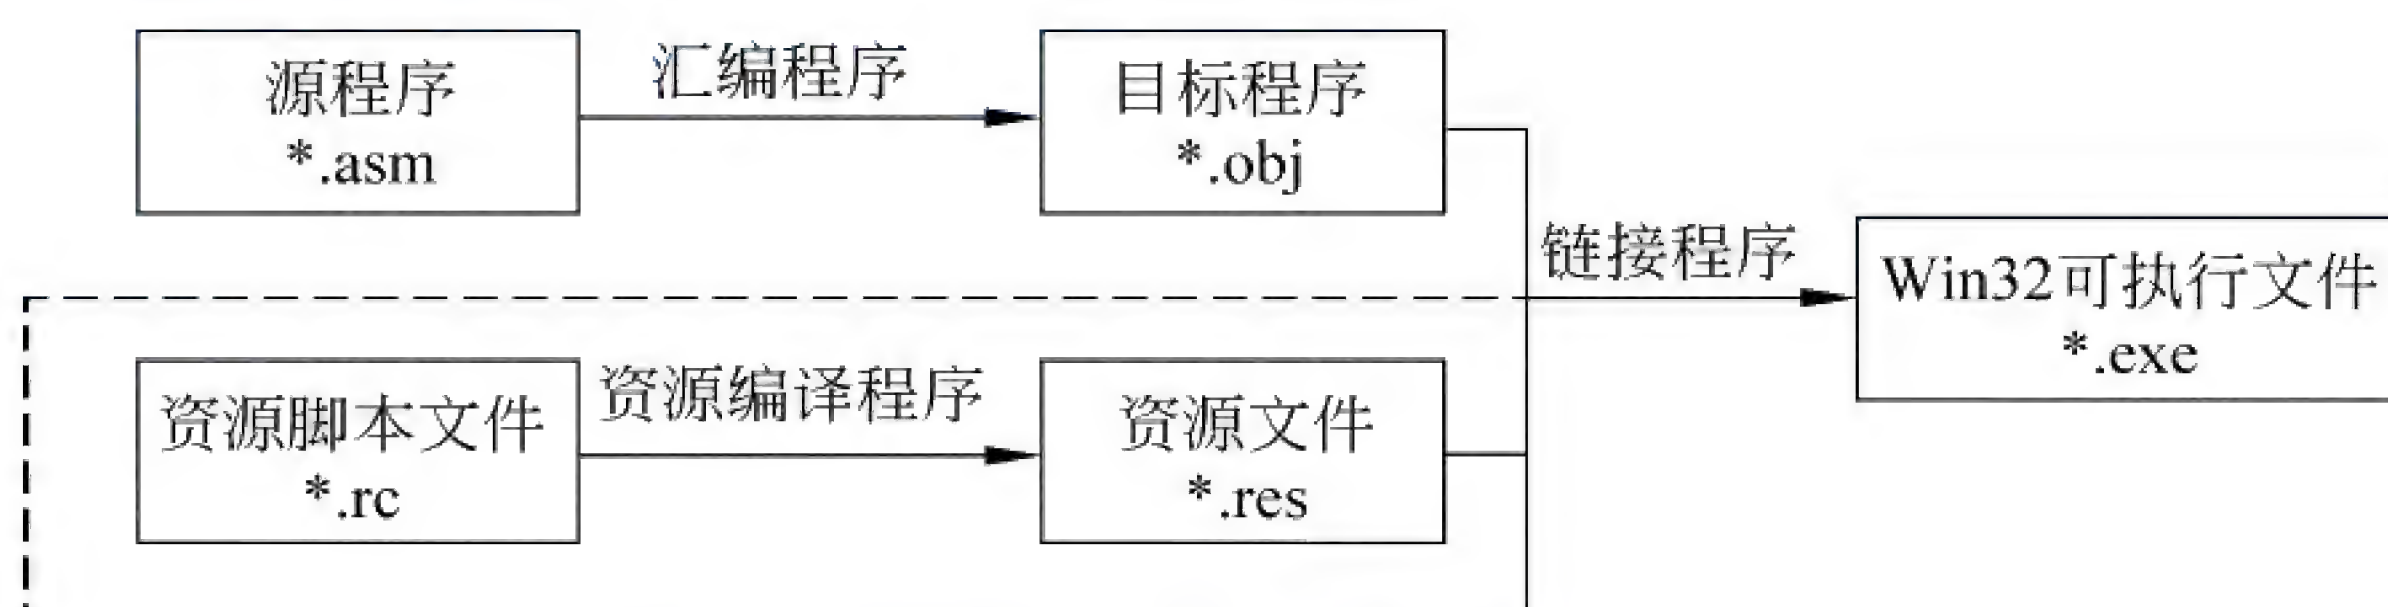 源程序
*.asm
汇编程序
目标程序
*.obj
链接程序
Win32可执行文件
*.exe
资源脚本文件
*.rc
资源编译程序
资源文件
*.res